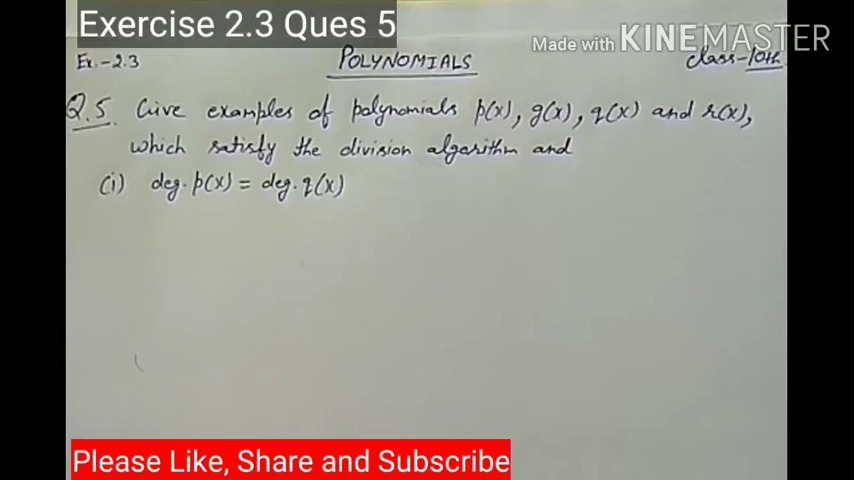 Exercise 2.3 Ques 5
Made with KINEMASTER
Ex.-2.3 POLYNOMIALS Class-10th
Q.5. Give examples of polynomials p(x), g(x), q(x) and r(x),
which satisfy the division algorithm and
(i) deg. p(x) = deg. q(x)
Please Like, Share and Subscribe